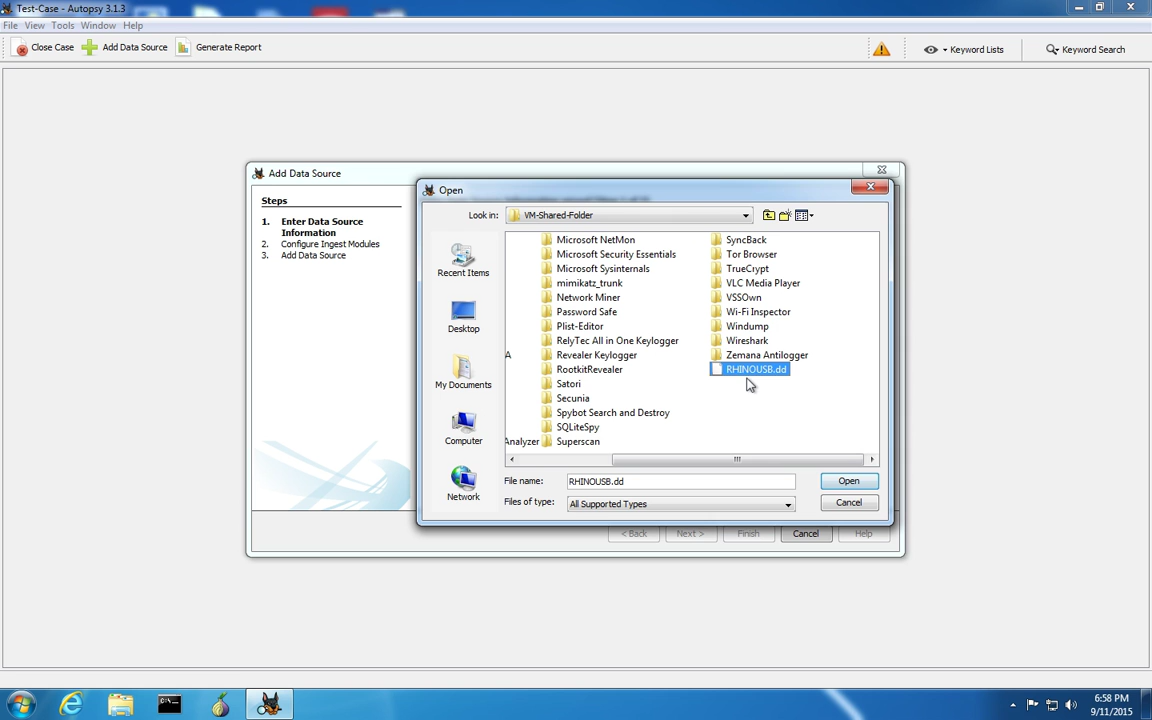 Test-Case - Autopsy 3.1.3
File View Tools Window Help
Close Case Add Data Source Generate Report Keyword Lists Keyword Search
Add Data Source
Steps
1. Enter Data Source
Information
2. Configure Ingest Modules
3. Add Data Source
Open
Look in: VM-Shared-Folder
Recent Items
Desktop
My Documents
Computer
Network
A
Analyzer
Microsoft NetMon
Microsoft Security Essentials
Microsoft Sysinternals
mimikatz_trunk
Network Miner
Password Safe
Plist-Editor
RelyTec All in One Keylogger
Revealer Keylogger
RootkitRevealer
Satori
Secunia
Spybot Search and Destroy
SQLiteSpy
Superscan
SyncBack
Tor Browser
TrueCrypt
VLC Media Player
VSSOwn
Wi-Fi Inspector
Windump
Wireshark
Zemana Antilogger
RHINOUSB.dd
File name: RHINOUSB.dd Open
Files of type: All Supported Types Cancel
< Back Next > Finish Cancel Help
6:58 PM
9/11/2015